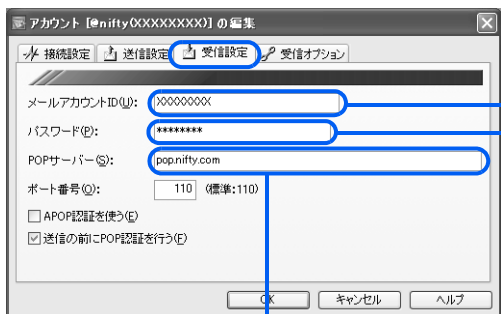 アカウント [@nifty(XXXXXXXX)] の編集
接続設定 送信設定 受信設定 受信オプション
メールアカウントID(U): XXXXXXXX
パスワード(P): ********
POPサーバー(S): pop.nifty.com
ポート番号(O): 110 (標準:110)
APOP認証を使う(E)
送信の前にPOP認証を行う(F)
OK キャンセル ヘルプ